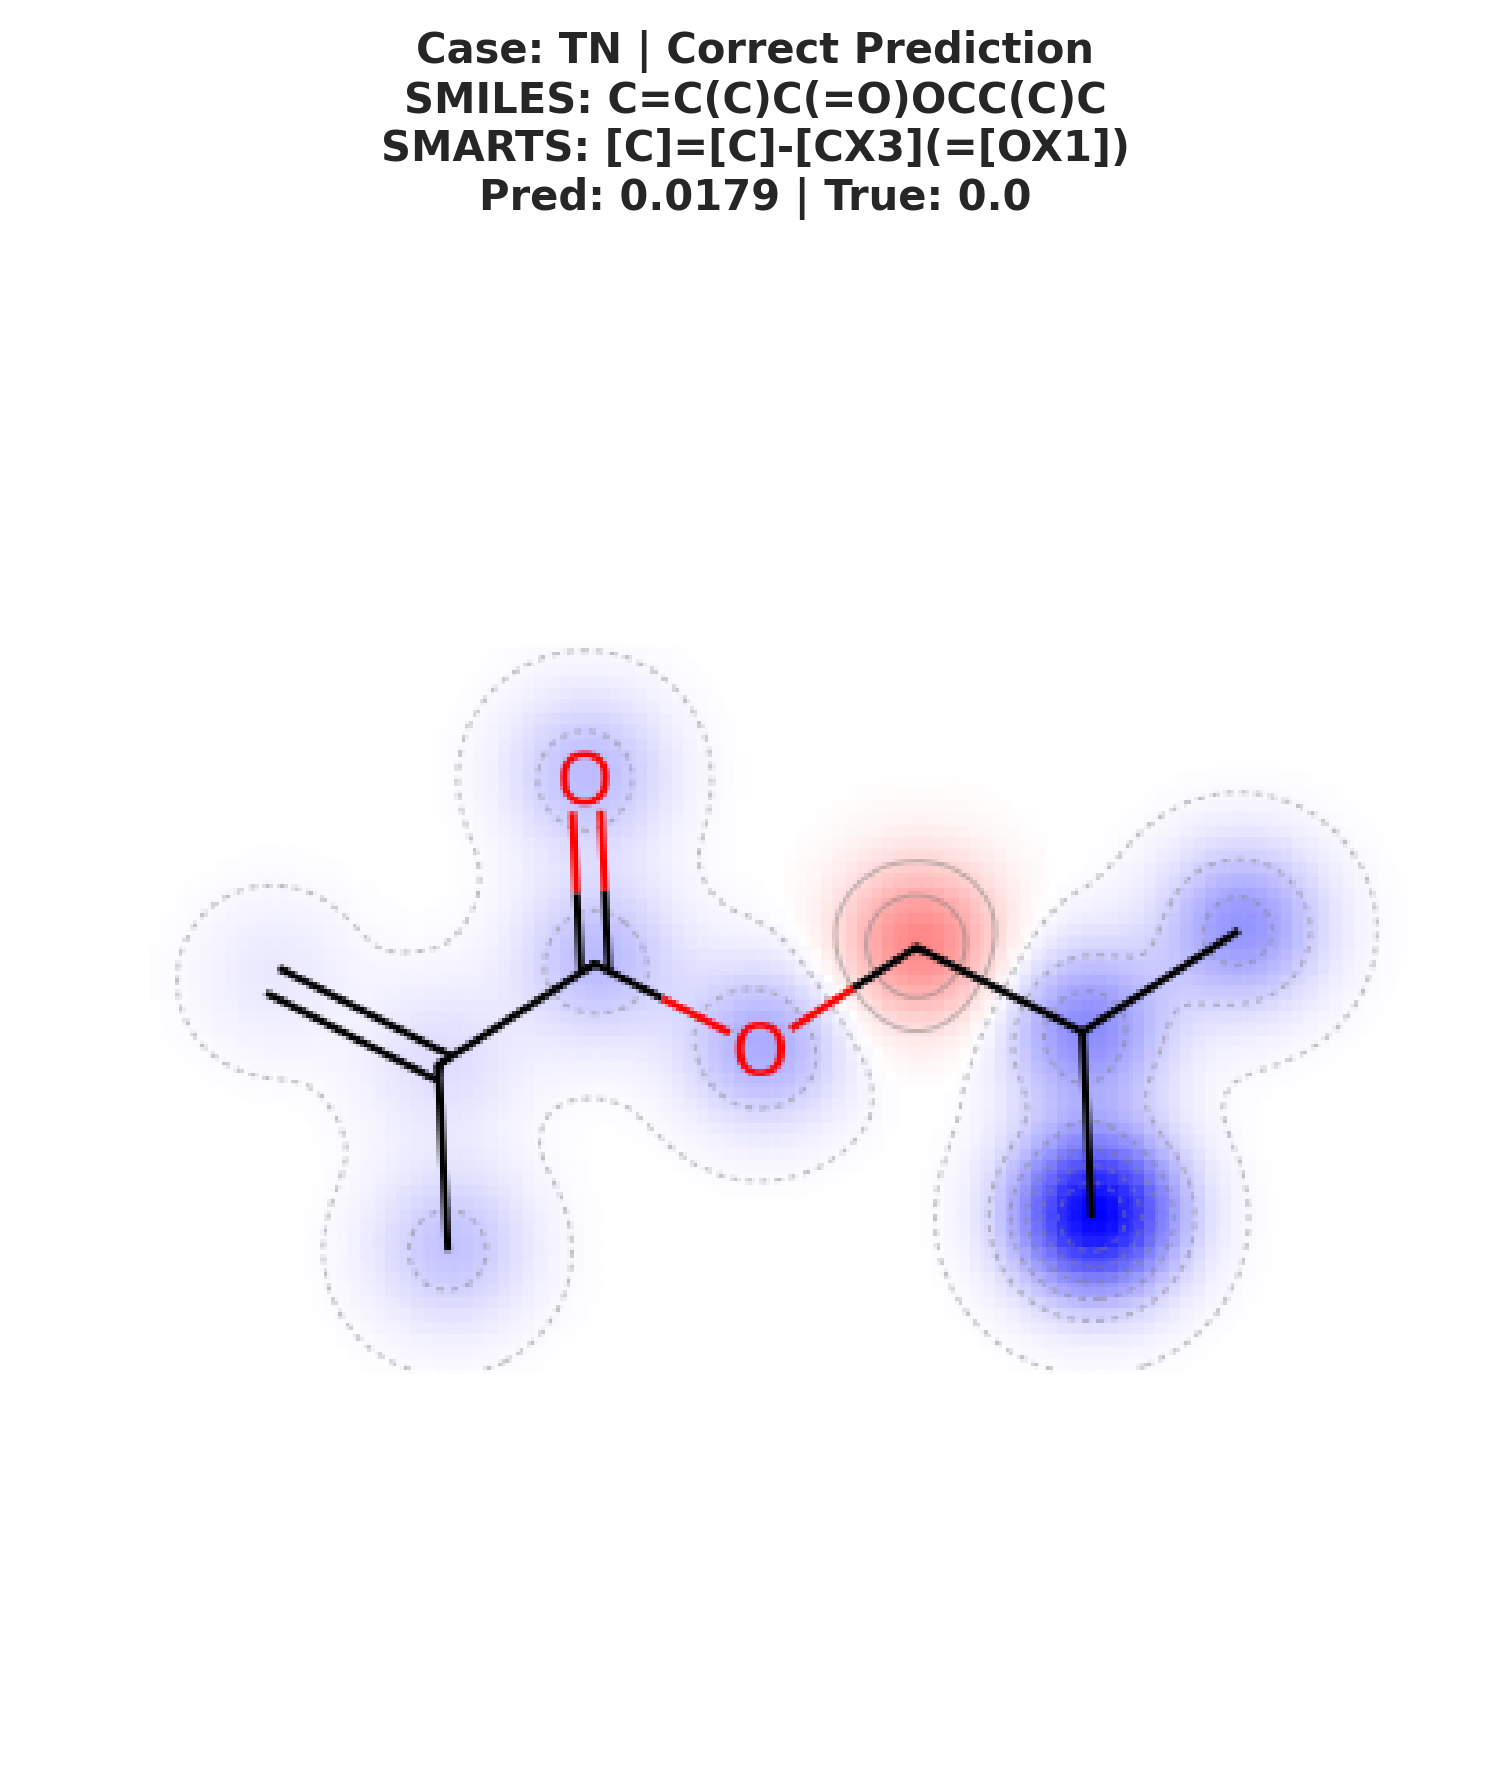 Case: TN | Correct Prediction
SMILES: C=C(C)C(=O)OCC(C)C
SMARTS: [C]=[C]-[CX3](=[OX1])
Pred: 0.0179 | True: 0.0
O
O